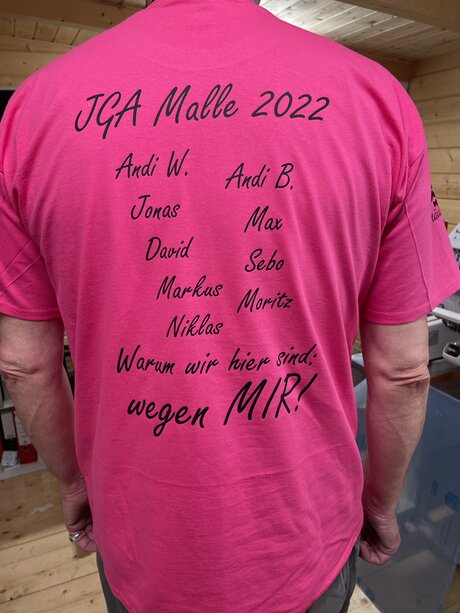 JGA Malle 2022
Andi W. Andi B.
Jonas Max
David Sebo
Markus Moritz
Niklas
Warum wir hier sind:
wegen MIR!